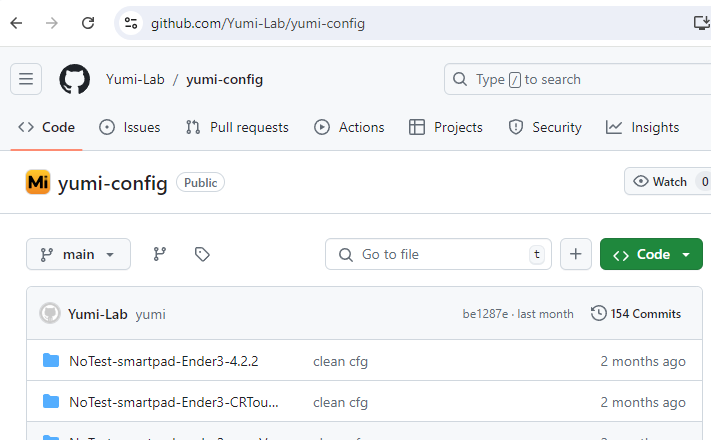 github.com/Yumi-Lab/yumi-config
Yumi-Lab / yumi-config
Type / to search
Code Issues Pull requests Actions Projects Security Insights
Mi yumi-config Public
Watch 0
main
Go to file t
Code
Yumi-Lab yumi be1287e · last month 154 Commits
NoTest-smartpad-Ender3-4.2.2 clean cfg 2 months ago
NoTest-smartpad-Ender3-CRTou... clean cfg 2 months ago